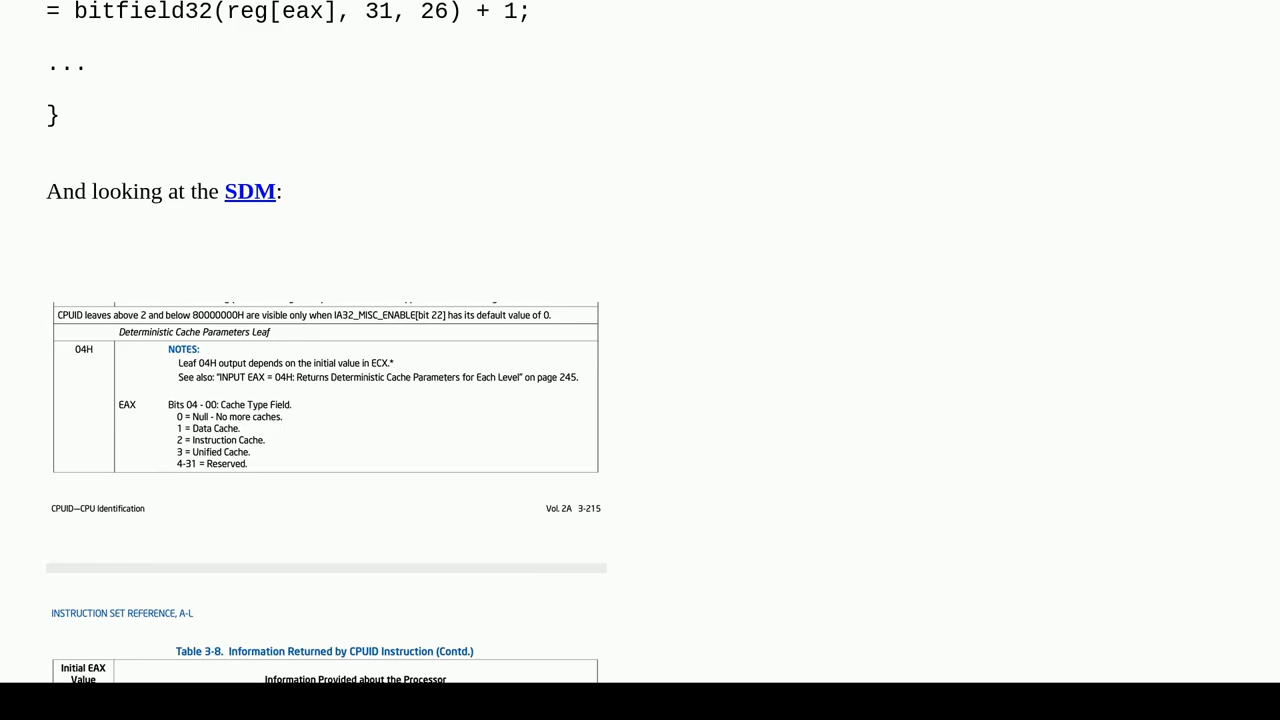 = bitfield32(reg[eax], 31, 26) + 1;
...
}
And looking at the SDM:
CPUID leaves above 2 and below 80000000H are visible only when IA32_MISC_ENABLE[bit 22] has its default value of 0.
Deterministic Cache Parameters Leaf
04H NOTES:
Leaf 04H output depends on the initial value in ECX.*
See also: "INPUT EAX = 04H: Returns Deterministic Cache Parameters for Each Level" on page 245.
EAX Bits 04 - 00: Cache Type Field.
0 = Null - No more caches.
1 = Data Cache.
2 = Instruction Cache.
3 = Unified Cache.
4-31 = Reserved.
CPUID—CPU Identification Vol. 2A 3-215
INSTRUCTION SET REFERENCE, A-L
Table 3-8. Information Returned by CPUID Instruction (Contd.)
Initial EAX
Value Information Provided about the Processor